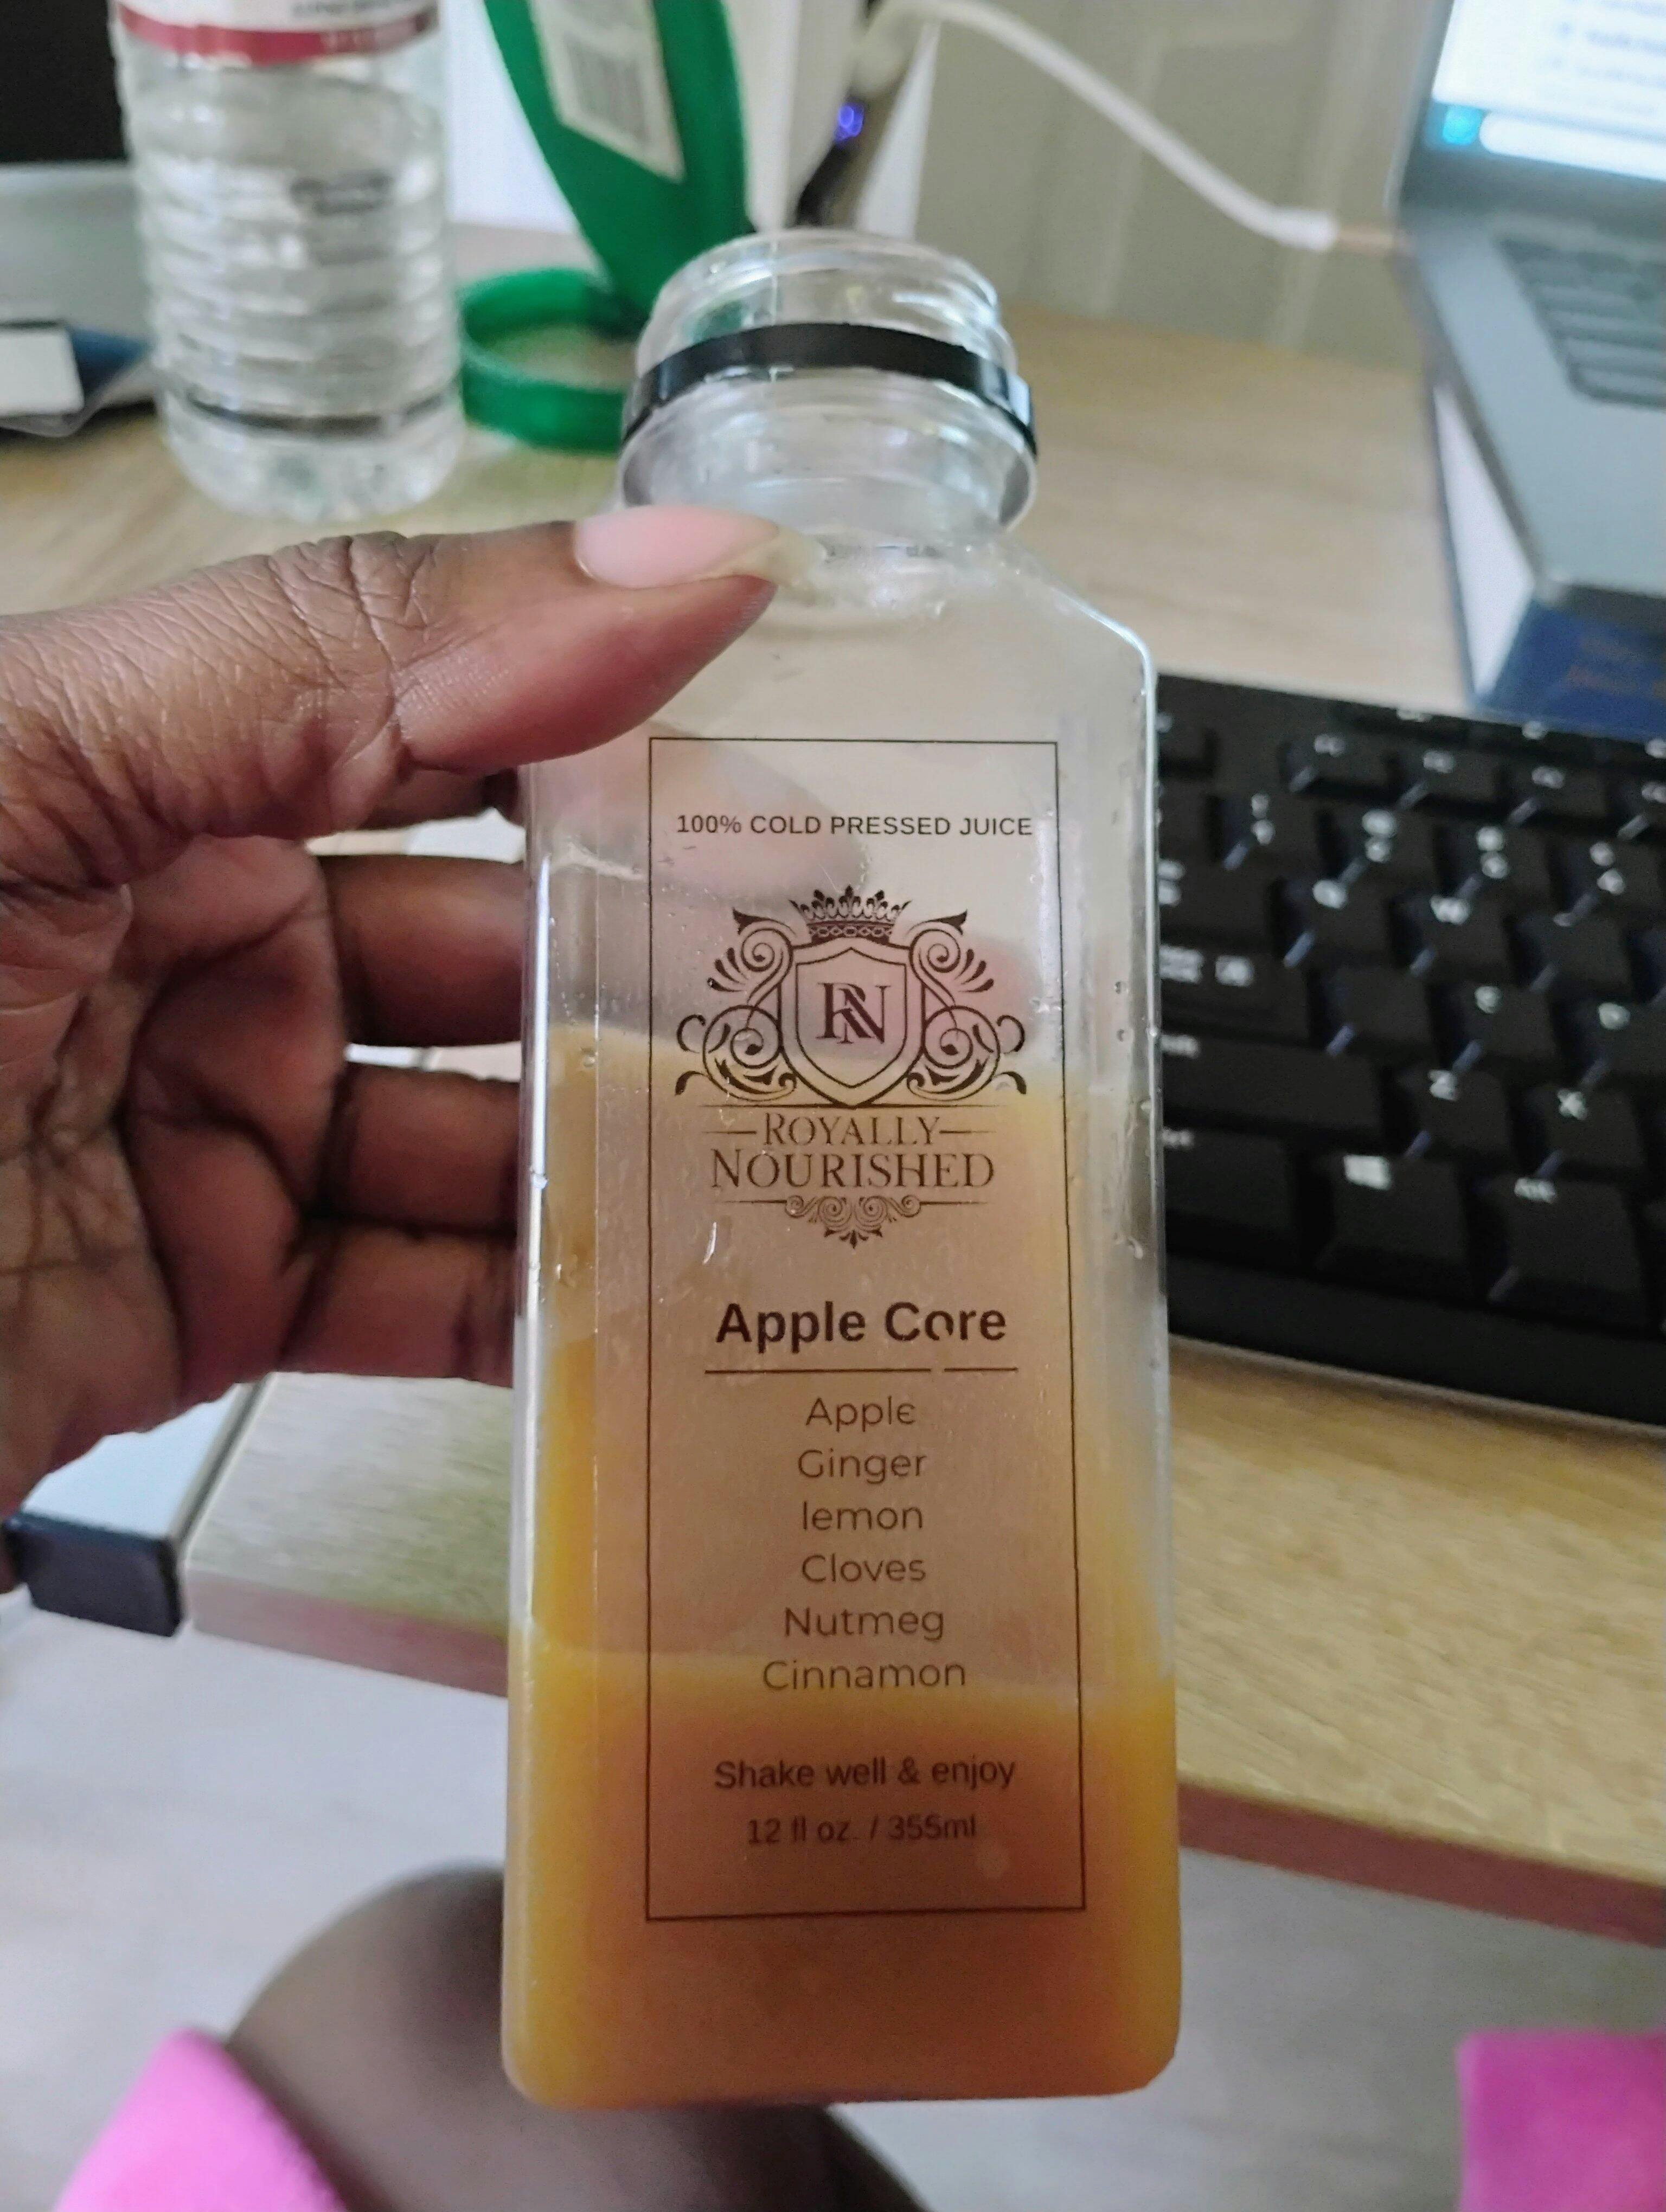 100% COLD PRESSED JUICE
RN
ROYALLY
NOURISHED
Apple Core
Apple
Ginger
lemon
Cloves
Nutmeg
Cinnamon
Shake well & enjoy
12 fl oz. / 355ml